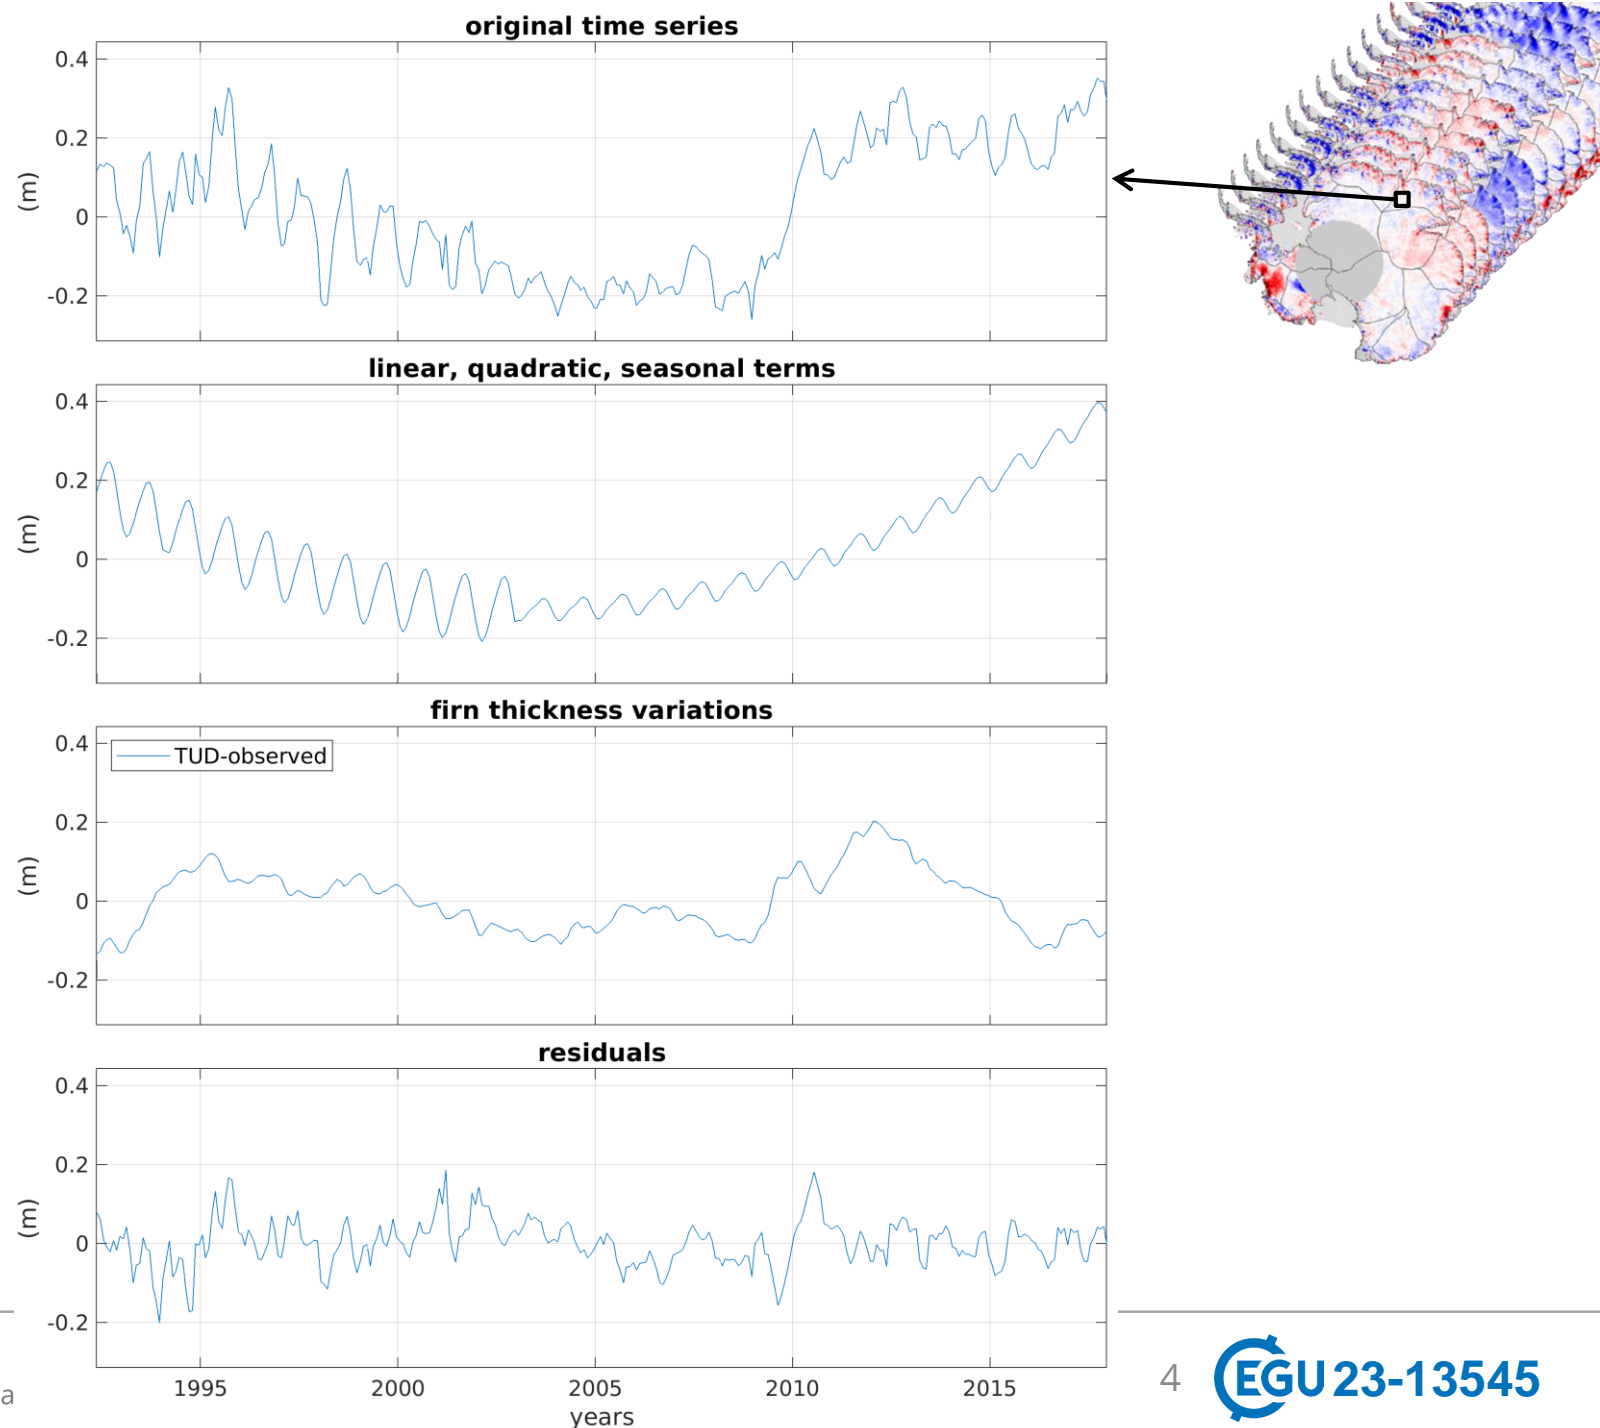 original time series
0.4
0.2
0
-0.2
(m)
linear, quadratic, seasonal terms
0.4
0.2
0
-0.2
(m)
firn thickness variations
TUD-observed
0.4
0.2
0
-0.2
(m)
residuals
0.4
0.2
0
-0.2
(m)
1995 2000 2005 2010 2015
years
a
4
EGU 23-13545